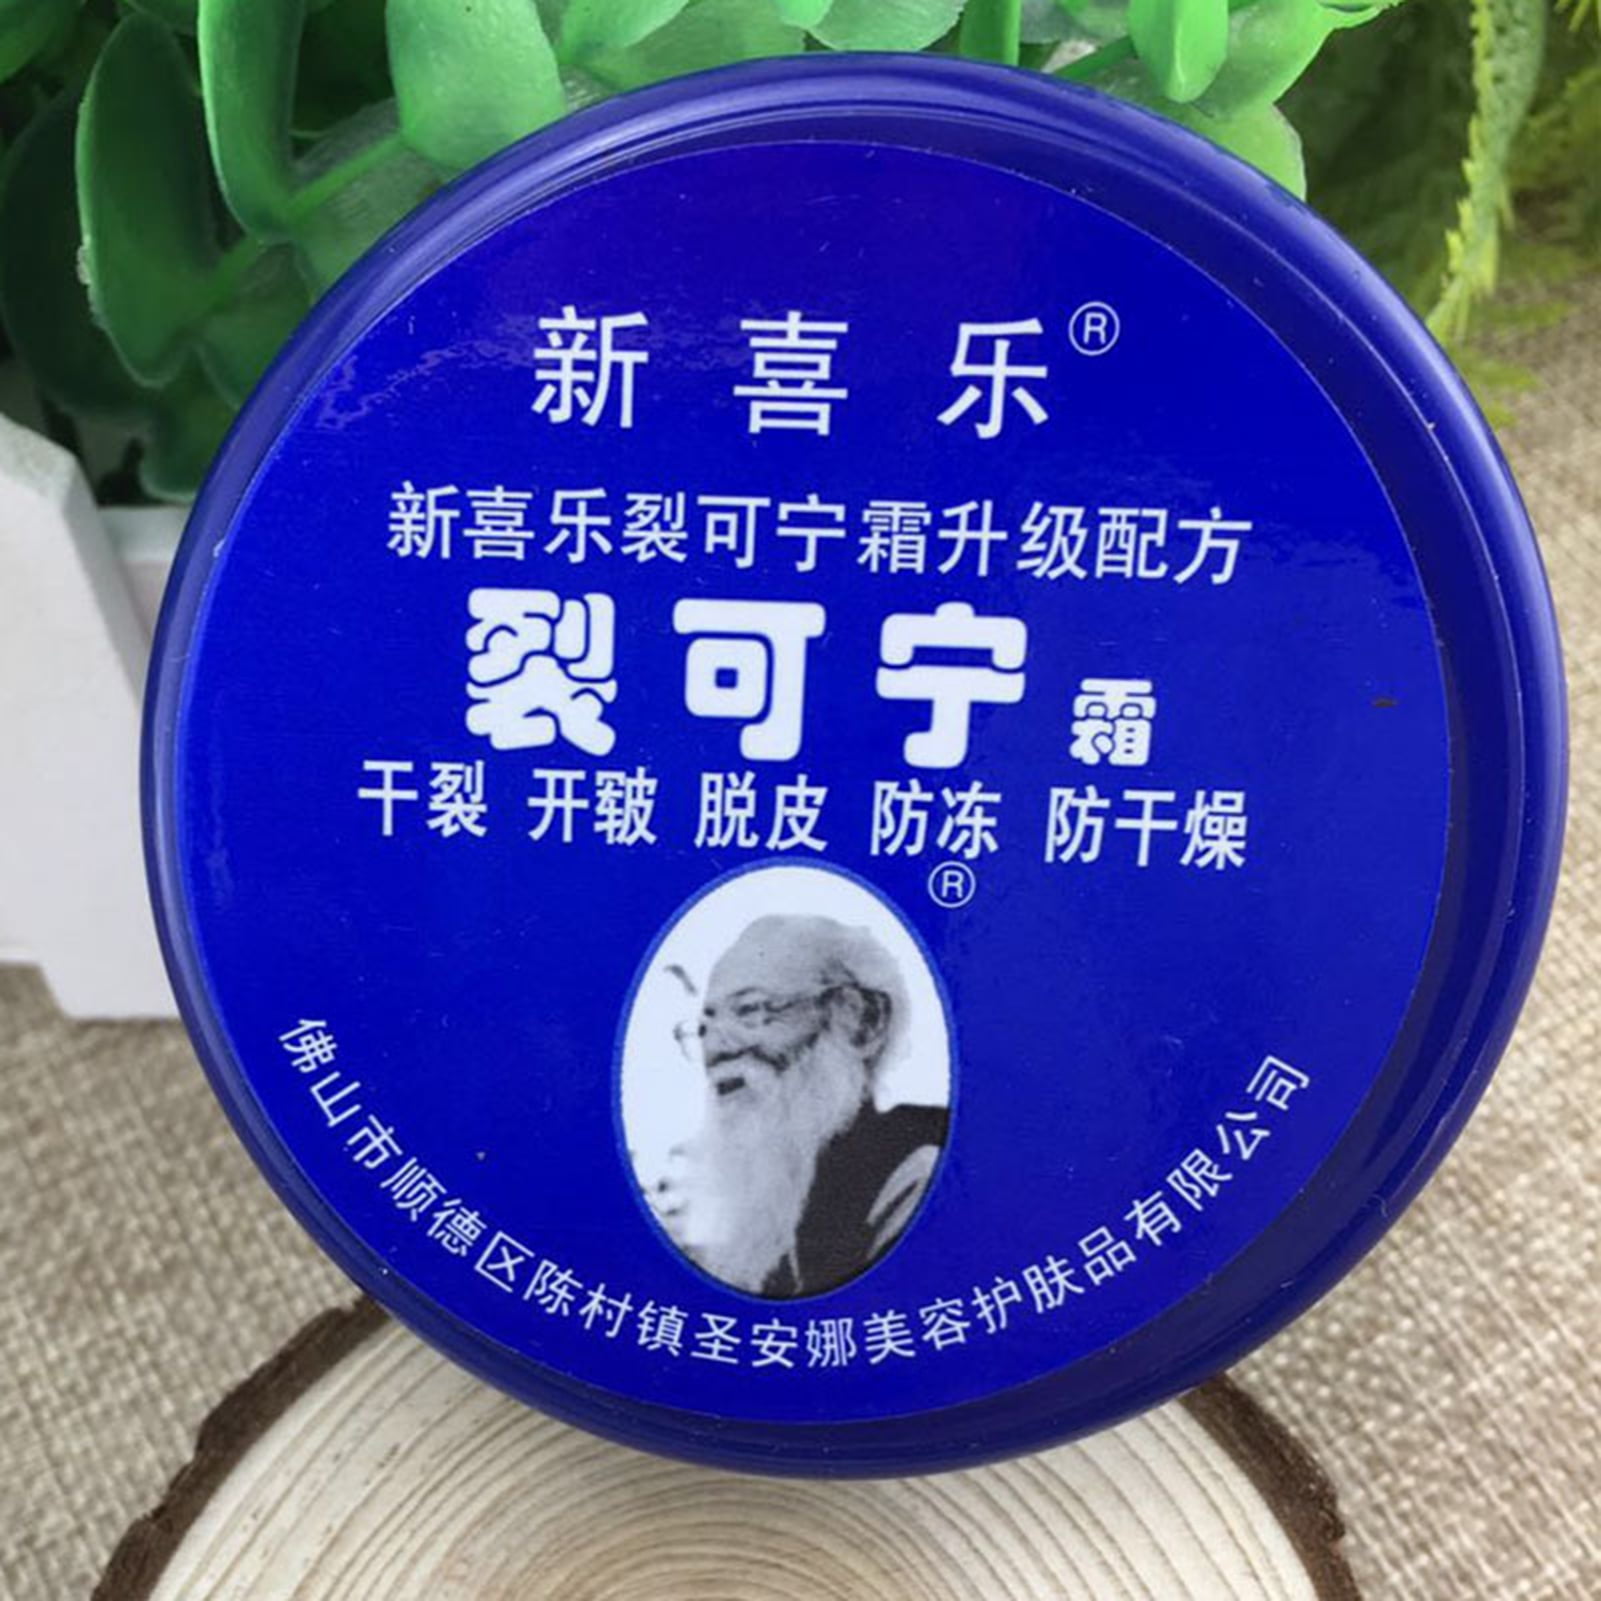 新喜乐®
新喜乐裂可宁霜升级配方
裂可宁霜
干裂 开皲 脱皮 防冻 防干燥
®
佛山市顺德区陈村镇圣安娜美容护肤品有限公司